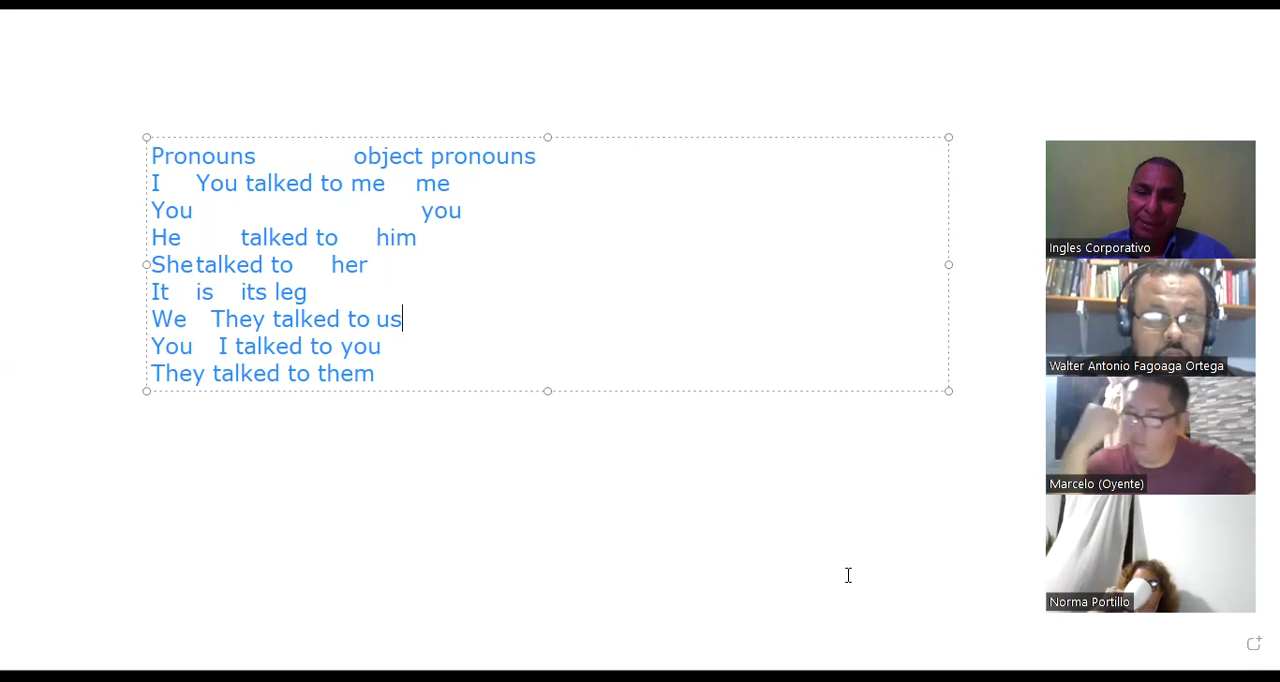 Pronouns object pronouns
I You talked to me me
You you
He talked to him
She talked to her
It is its leg
We They talked to us
You I talked to you
They talked to them
Ingles Corporativo
Walter Antonio Fagoaga Ortega
Marcelo (Oyente)
Norma Portillo